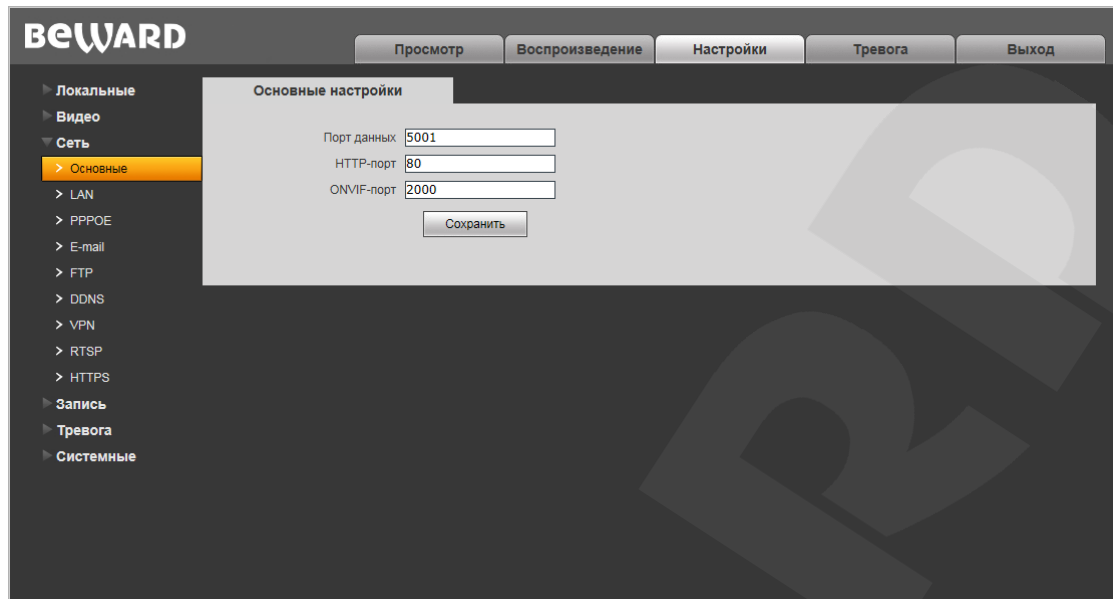 BEWARD
Просмотр Воспроизведение Настройки Тревога Выход
Локальные
Видео
Сеть
Основные
LAN
PPPOE
E-mail
FTP
DDNS
VPN
RTSP
HTTPS
Запись
Тревога
Системные
Основные настройки
Порт данных 5001
HTTP-порт 80
ONVIF-порт 2000
Сохранить